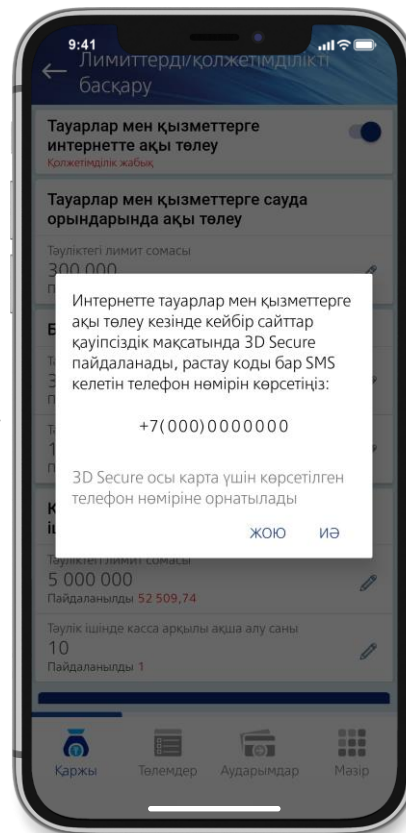 9:41
Лимиттерді/қолжетімділікті
басқару
Тауарлар мен қызметтерге
интернетте ақы төлеу
Қолжетімділік жабық
Тауарлар мен қызметтерге сауда
орындарында ақы төлеу
Тәуліктегі лимит сомасы
300 000
Интернетте тауарлар мен қызметтерге
ақы төлеу кезінде кейбір сайттар
қауіпсіздік мақсатында 3D Secure
пайдаланады, растау коды бар SMS
келетін телефон нөмірін көрсетіңіз:
+7(000)0000000
3D Secure осы карта үшін көрсетілген
телефон нөміріне орнатылады
ЖОЮ ИӘ
Тәуліктегі лимит сомасы
5 000 000
Пайдаланылды 52 509,74
Тәулік ішінде касса арқылы ақша алу саны
10
Пайдаланылды 1
Қаржы Төлемдер Аударымдар Мәзір